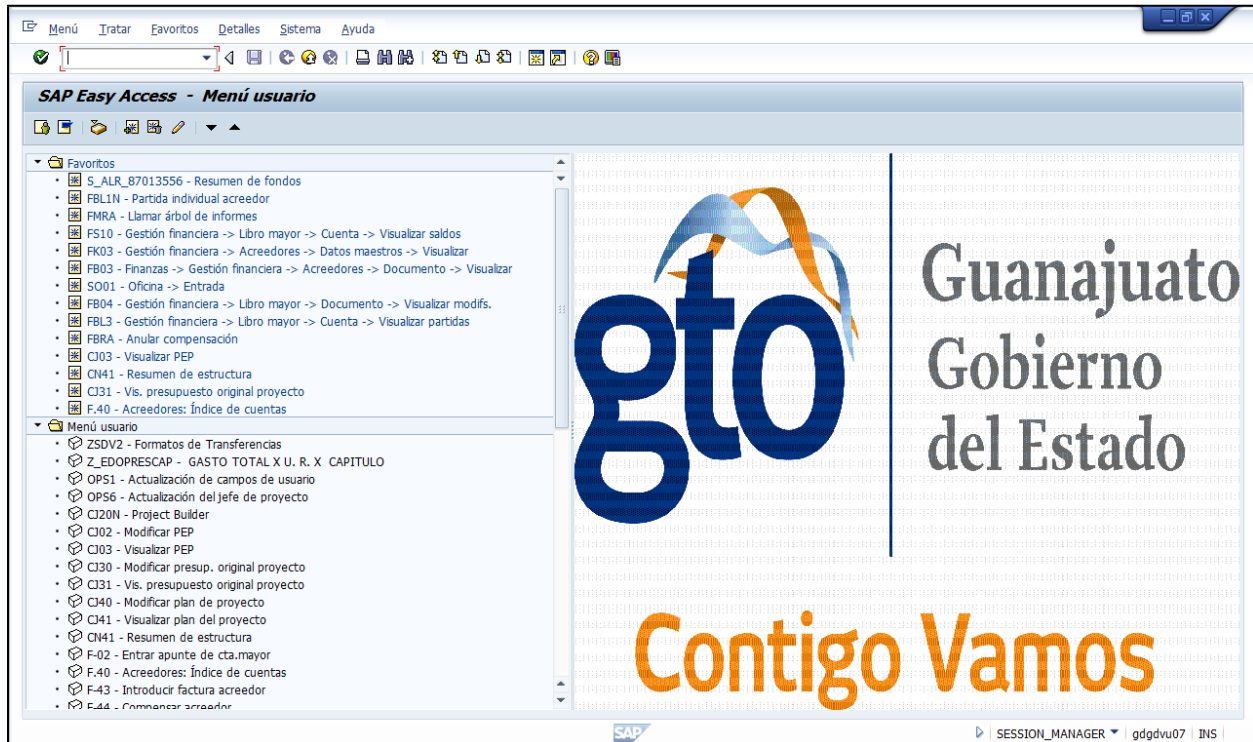 Menú Tratar Favoritos Detalles Sistema Ayuda
SAP Easy Access - Menú usuario
Favoritos
S_ALR_87013556 - Resumen de fondos
FBL1N - Partida individual acreedor
FMRA - Llamar árbol de informes
FS10 - Gestión financiera -> Libro mayor -> Cuenta -> Visualizar saldos
FK03 - Gestión financiera -> Acreedores -> Datos maestros -> Visualizar
FB03 - Finanzas -> Gestión financiera -> Acreedores -> Documento -> Visualizar
SO01 - Oficina -> Entrada
FB04 - Gestión financiera -> Libro mayor -> Documento -> Visualizar modifs.
FBL3 - Gestión financiera -> Libro mayor -> Cuenta -> Visualizar partidas
FBRA - Anular compensación
CJ03 - Visualizar PEP
CN41 - Resumen de estructura
CJ31 - Vis. presupuesto original proyecto
F.40 - Acreedores: Índice de cuentas
Menú usuario
ZSDV2 - Formatos de Transferencias
Z_EDOPRESCAP - GASTO TOTAL X U. R. X CAPITULO
OPS1 - Actualización de campos de usuario
OPS6 - Actualización del jefe de proyecto
CJ20N - Project Builder
CJ02 - Modificar PEP
CJ03 - Visualizar PEP
CJ30 - Modificar presup. original proyecto
CJ31 - Vis. presupuesto original proyecto
CJ40 - Modificar plan de proyecto
CJ41 - Visualizar plan del proyecto
CN41 - Resumen de estructura
F-02 - Entrar apunte de cta.mayor
F.40 - Acreedores: Índice de cuentas
F-43 - Introducir factura acreedor
F-44 - Compensar acreedor
gto
Guanajuato
Gobierno
del Estado
Contigo Vamos
SAP
SESSION_MANAGER gdgdvu07 INS